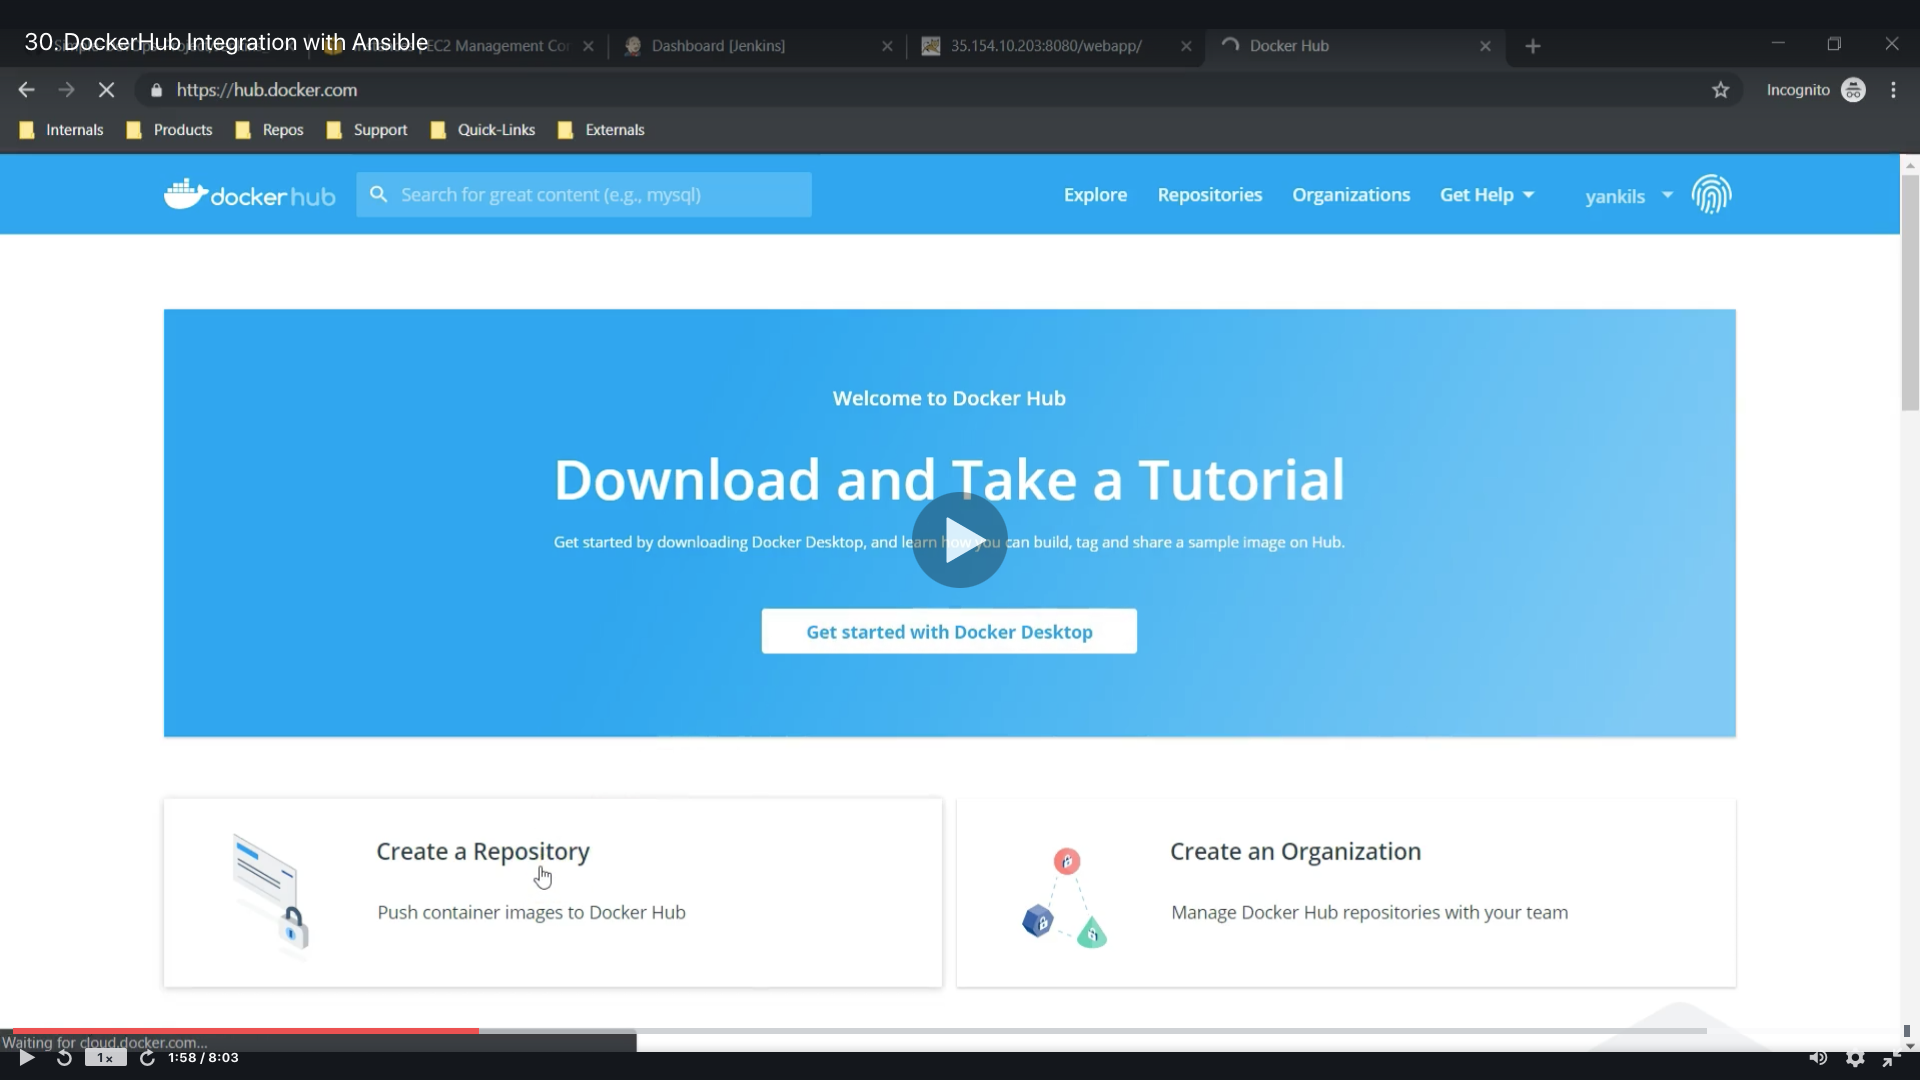 30. DockerHub Integration with Ansible
EC2 Management Co
Dashboard [Jenkins]
35.154.10.203:8080/webapp/
Docker Hub
https://hub.docker.com
Incognito
Internals
Products
Repos
Support
Quick-Links
Externals
docker hub
Search for great content (e.g., mysql)
Explore
Repositories
Organizations
Get Help
yankils
Welcome to Docker Hub
Download and Take a Tutorial
Get started by downloading Docker Desktop, and learn how you can build, tag and share a sample image on Hub.
Get started with Docker Desktop
Create a Repository
Push container images to Docker Hub
Create an Organization
Manage Docker Hub repositories with your team
Waiting for cloud.docker.com...
1x
1:58 / 8:03